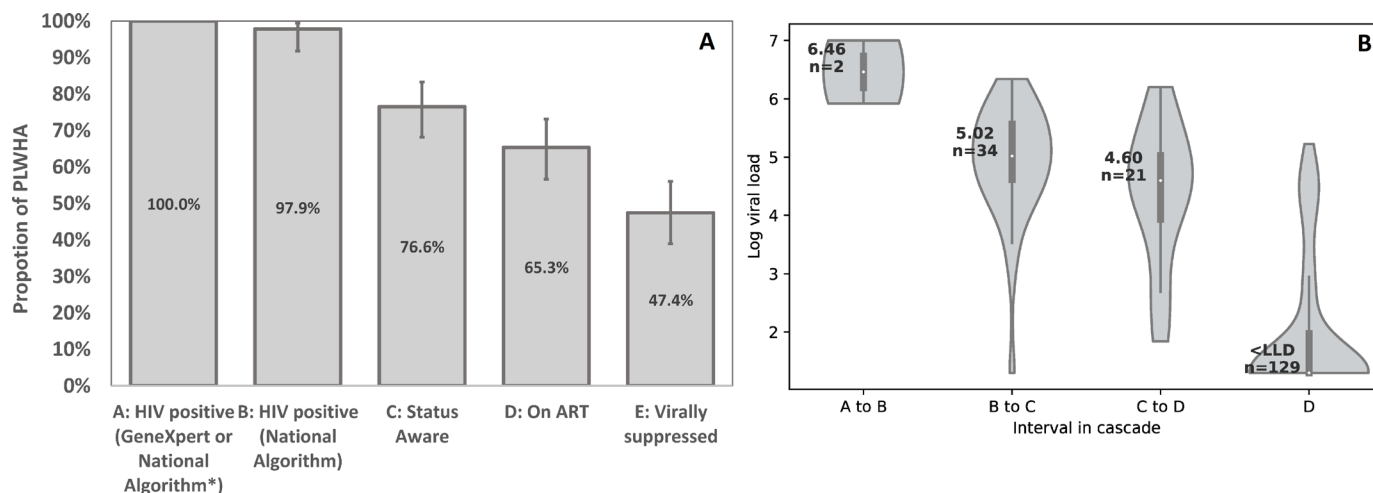 A
100%
90%
80%
70%
60%
50%
40%
30%
20%
10%
0%
Propotion of PLWHA
100.0%
97.9%
76.6%
65.3%
47.4%
A: HIV positive
(GeneXpert or
National
Algorithm*)
B: HIV positive
(National
Algorithm)
C: Status
Aware
D: On ART
E: Virally
suppressed
B
7
6
5
4
3
2
Log viral load
6.46
n=2
5.02
n=34
4.60
n=21
<LLD
n=129
A to B
B to C
C to D
D
Interval in cascade